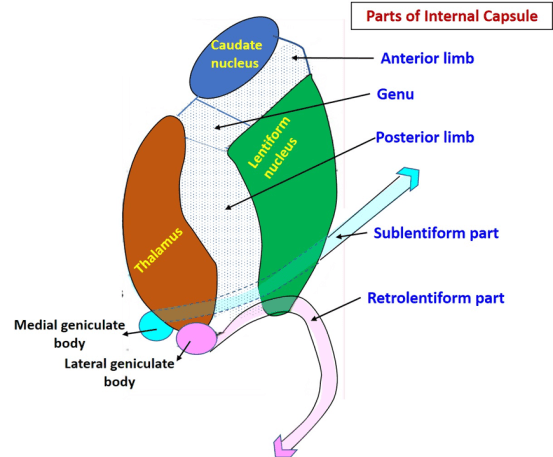 Parts of Internal Capsule
Caudate
nucleus
Anterior limb
Genu
Posterior limb
Lentiform
nucleus
Thalamus
Sublentiform part
Retrolentiform part
Medial geniculate
body
Lateral geniculate
body